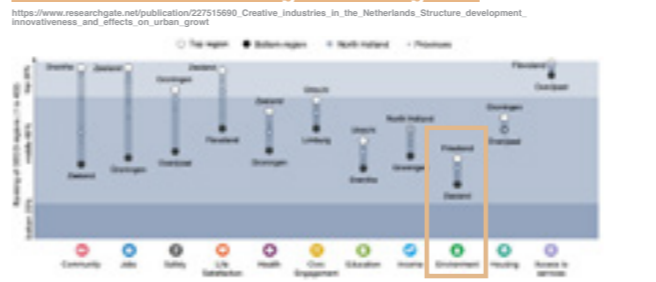 https://www.researchgate.net/publication/227515690_Creative_industries_in_the_Netherlands_Structure_development_
innovativeness_and_effects_on_urban_growt
Top region Bottom region North Holland Provinces
Drenthe Zeeland Groningen Zeeland Flevoland
Utrecht Overijssel
Zeeland Groningen
North Holland
Utrecht Overijssel
Flevoland Limburg Friesland
Zeeland Groningen Overijssel Groningen Drenthe Groningen
Zeeland
Community Jobs Safety Life Satisfaction Health Civic Engagement Education Income Environment Housing Access to services